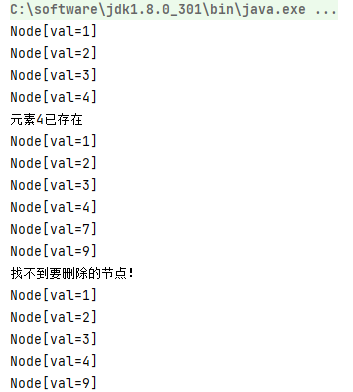 C:\software\jdk1.8.0_301\bin\java.exe ...
Node[val=1]
Node[val=2]
Node[val=3]
Node[val=4]
元素4已存在
Node[val=1]
Node[val=2]
Node[val=3]
Node[val=4]
Node[val=7]
Node[val=9]
找不到要删除的节点!
Node[val=1]
Node[val=2]
Node[val=3]
Node[val=4]
Node[val=9]